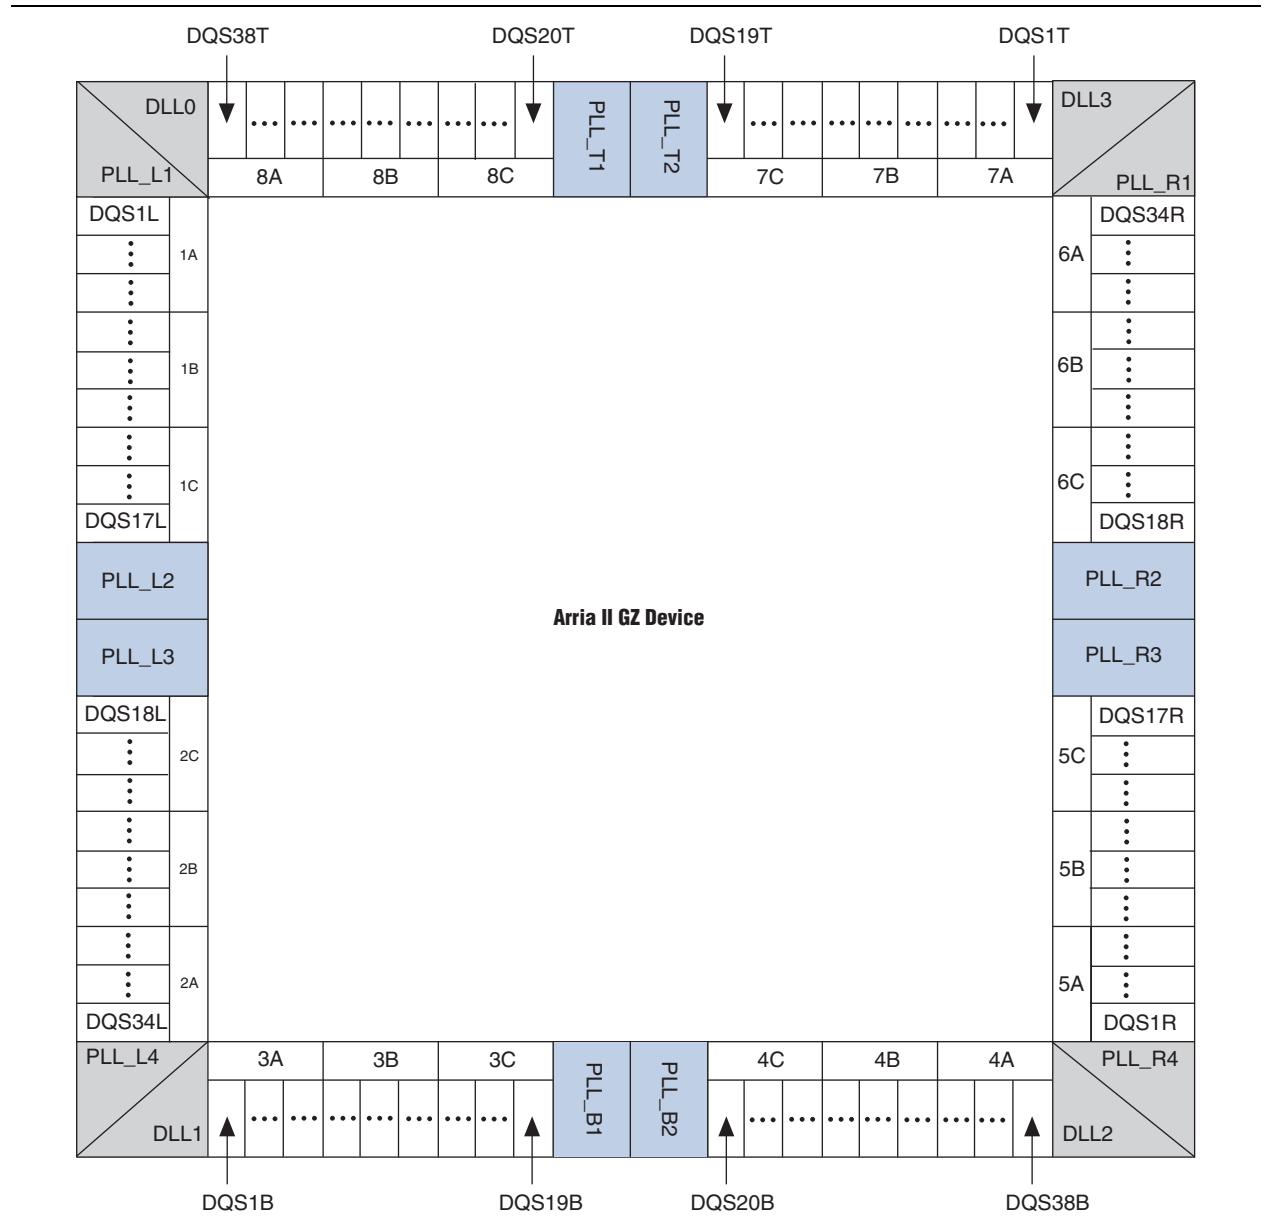 DQS38T DQS20T DQS19T DQS1T
DLL0 PLL_T1 PLL_T2 DLL3
PLL_L1 8A 8B 8C 7C 7B 7A PLL_R1
DQS1L DQS34R
1A 6A
1B 6B
1C 6C
DQS17L DQS18R
PLL_L2 PLL_R2
Arria II GZ Device
PLL_L3 PLL_R3
DQS18L DQS17R
2C 5C
2B 5B
2A 5A
DQS34L DQS1R
PLL_L4 3A 3B 3C PLL_B1 PLL_B2 4C 4B 4A PLL_R4
DLL1 DLL2
DQS1B DQS19B DQS20B DQS38B